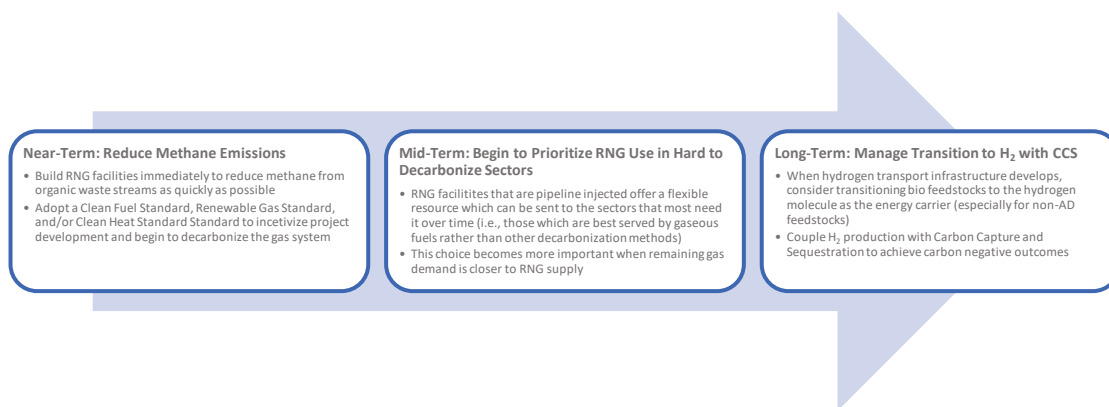 Near-Term: Reduce Methane Emissions
• Build RNG facilities immediately to reduce methane from
organic waste streams as quickly as possible
• Adopt a Clean Fuel Standard, Renewable Gas Standard,
and/or Clean Heat Standard Standard to incetivize project
development and begin to decarbonize the gas system
Mid-Term: Begin to Prioritize RNG Use in Hard to
Decarbonize Sectors
• RNG facilitites that are pipeline injected offer a flexible
resource which can be sent to the sectors that most need
it over time (i.e., those which are best served by gaseous
fuels rather than other decarbonization methods)
• This choice becomes more important when remaining gas
demand is closer to RNG supply
Long-Term: Manage Transition to H₂ with CCS
• When hydrogen transport infrastructure develops,
consider transitioning bio feedstocks to the hydrogen
molecule as the energy carrier (especially for non-AD
feedstocks)
• Couple H₂ production with Carbon Capture and
Sequestration to achieve carbon negative outcomes